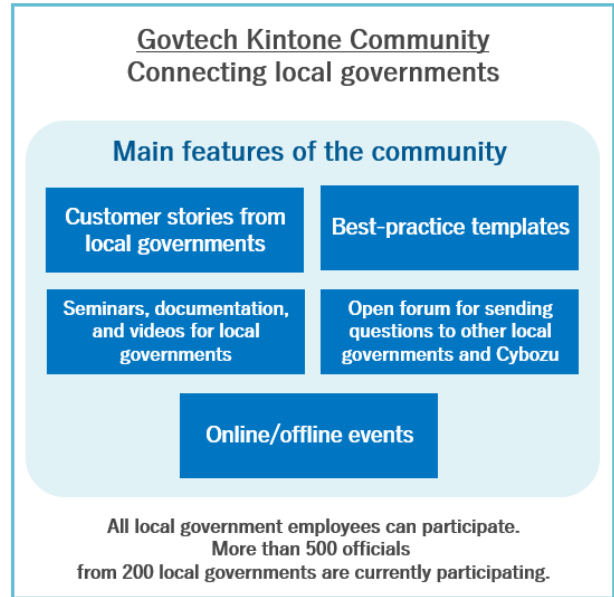 Govtech Kintone Community
Connecting local governments
Main features of the community
Customer stories from
local governments
Best-practice templates
Seminars, documentation,
and videos for local
governments
Open forum for sending
questions to other local
governments and Cybozu
Online/offline events
All local government employees can participate.
More than 500 officials
from 200 local governments are currently participating.